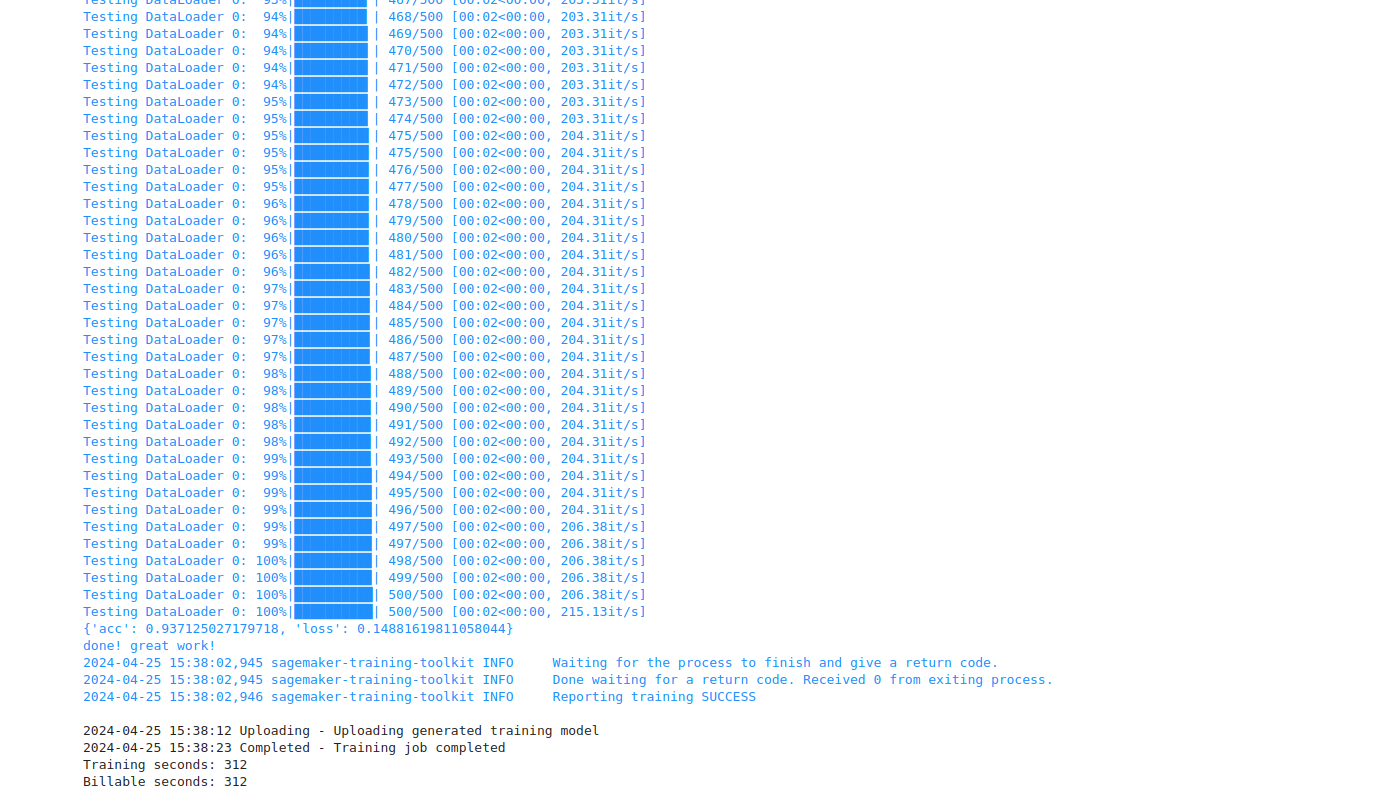 Testing DataLoader 0:  93%|██████████| 467/500 [00:02<00:00, 203.31it/s]
Testing DataLoader 0:  94%|██████████| 468/500 [00:02<00:00, 203.31it/s]
Testing DataLoader 0:  94%|██████████| 469/500 [00:02<00:00, 203.31it/s]
Testing DataLoader 0:  94%|██████████| 470/500 [00:02<00:00, 203.31it/s]
Testing DataLoader 0:  94%|██████████| 471/500 [00:02<00:00, 203.31it/s]
Testing DataLoader 0:  94%|██████████| 472/500 [00:02<00:00, 203.31it/s]
Testing DataLoader 0:  95%|██████████| 473/500 [00:02<00:00, 203.31it/s]
Testing DataLoader 0:  95%|██████████| 474/500 [00:02<00:00, 203.31it/s]
Testing DataLoader 0:  95%|██████████| 475/500 [00:02<00:00, 204.31it/s]
Testing DataLoader 0:  95%|██████████| 475/500 [00:02<00:00, 204.31it/s]
Testing DataLoader 0:  95%|██████████| 476/500 [00:02<00:00, 204.31it/s]
Testing DataLoader 0:  95%|██████████| 477/500 [00:02<00:00, 204.31it/s]
Testing DataLoader 0:  96%|██████████| 478/500 [00:02<00:00, 204.31it/s]
Testing DataLoader 0:  96%|██████████| 479/500 [00:02<00:00, 204.31it/s]
Testing DataLoader 0:  96%|██████████| 480/500 [00:02<00:00, 204.31it/s]
Testing DataLoader 0:  96%|██████████| 481/500 [00:02<00:00, 204.31it/s]
Testing DataLoader 0:  96%|██████████| 482/500 [00:02<00:00, 204.31it/s]
Testing DataLoader 0:  97%|██████████| 483/500 [00:02<00:00, 204.31it/s]
Testing DataLoader 0:  97%|██████████| 484/500 [00:02<00:00, 204.31it/s]
Testing DataLoader 0:  97%|██████████| 485/500 [00:02<00:00, 204.31it/s]
Testing DataLoader 0:  97%|██████████| 486/500 [00:02<00:00, 204.31it/s]
Testing DataLoader 0:  97%|██████████| 487/500 [00:02<00:00, 204.31it/s]
Testing DataLoader 0:  98%|██████████| 488/500 [00:02<00:00, 204.31it/s]
Testing DataLoader 0:  98%|██████████| 489/500 [00:02<00:00, 204.31it/s]
Testing DataLoader 0:  98%|██████████| 490/500 [00:02<00:00, 204.31it/s]
Testing DataLoader 0:  98%|██████████| 491/500 [00:02<00:00, 204.31it/s]
Testing DataLoader 0:  98%|██████████| 492/500 [00:02<00:00, 204.31it/s]
Testing DataLoader 0:  99%|██████████| 493/500 [00:02<00:00, 204.31it/s]
Testing DataLoader 0:  99%|██████████| 494/500 [00:02<00:00, 204.31it/s]
Testing DataLoader 0:  99%|██████████| 495/500 [00:02<00:00, 204.31it/s]
Testing DataLoader 0:  99%|██████████| 496/500 [00:02<00:00, 204.31it/s]
Testing DataLoader 0:  99%|██████████| 497/500 [00:02<00:00, 206.38it/s]
Testing DataLoader 0:  99%|██████████| 497/500 [00:02<00:00, 206.38it/s]
Testing DataLoader 0: 100%|██████████| 498/500 [00:02<00:00, 206.38it/s]
Testing DataLoader 0: 100%|██████████| 499/500 [00:02<00:00, 206.38it/s]
Testing DataLoader 0: 100%|██████████| 500/500 [00:02<00:00, 206.38it/s]
Testing DataLoader 0: 100%|██████████| 500/500 [00:02<00:00, 215.13it/s]
{'acc': 0.937125027179718, 'loss': 0.14881619811058044}
done! great work!
2024-04-25 15:38:02,945 sagemaker-training-toolkit INFO     Waiting for the process to finish and give a return code.
2024-04-25 15:38:02,945 sagemaker-training-toolkit INFO     Done waiting for a return code. Received 0 from exiting process.
2024-04-25 15:38:02,946 sagemaker-training-toolkit INFO     Reporting training SUCCESS
2024-04-25 15:38:12 Uploading - Uploading generated training model
2024-04-25 15:38:23 Completed - Training job completed
Training seconds: 312
Billable seconds: 312